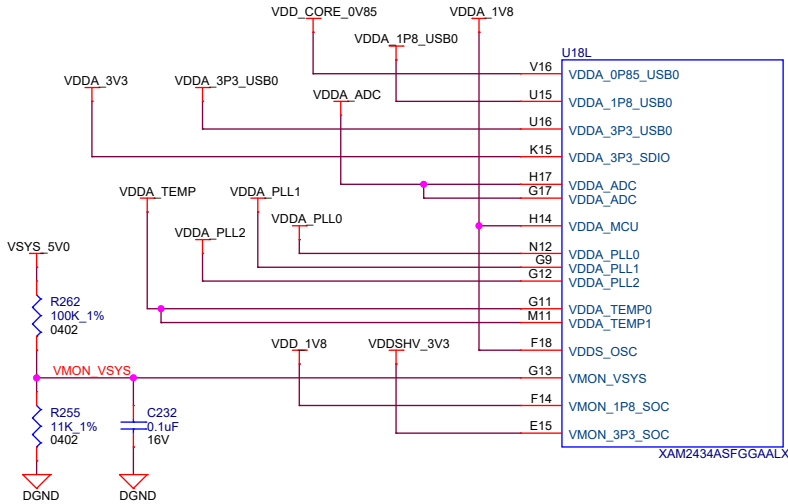 VDD_CORE_0V85
VDDA_1V8
VDDA_1P8_USB0
U18L
V16
VDDA_0P85_USB0
VDDA_3V3
VDDA_3P3_USB0
VDDA_ADC
U15
VDDA_1P8_USB0
U16
VDDA_3P3_USB0
K15
VDDA_3P3_SDIO
H17
VDDA_ADC
G17
VDDA_ADC
VDDA_TEMP
VDDA_PLL1
VDDA_PLL0
H14
VDDA_MCU
VDDA_PLL2
VSYS_5V0
N12
VDDA_PLL0
G9
VDDA_PLL1
G12
VDDA_PLL2
R262
100K_1%
0402
G11
VDDA_TEMP0
M11
VDDA_TEMP1
VDD_1V8
VDDSHV_3V3
F18
VDDS_OSC
VMON_VSYS
G13
VMON_VSYS
F14
VMON_1P8_SOC
R255
11K_1%
0402
C232
0.1uF
16V
E15
VMON_3P3_SOC
XAM2434ASFGGAALX
DGND
DGND